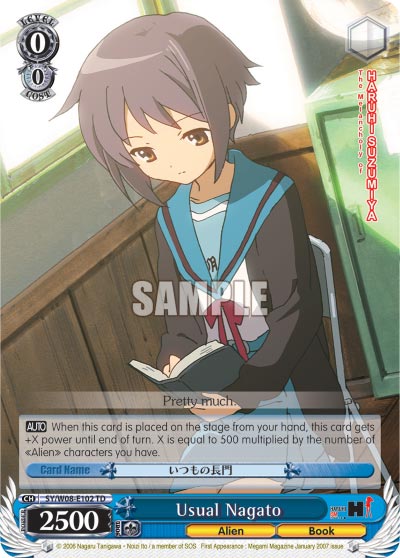 LEVEL
0
0
COST
The Melancholy of
HARUHI SUZUMIYA
SAMPLE
Pretty much.
AUTO When this card is placed on the stage from your hand, this card gets
+X power until end of turn. X is equal to 500 multiplied by the number of
«Alien» characters you have.
Card Name いつもの長門
CH SY/W08-E102 TD
2500
Usual Nagato
Alien Book
© 2006 Nagaru Tanigawa・Noizi Ito / a member of SOS First Appearance : Megami Magazine January 2007 issue